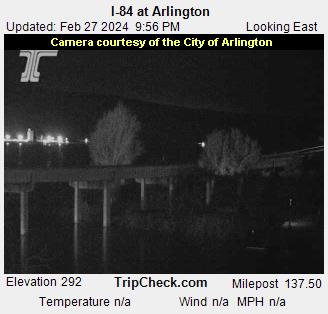 I-84 at Arlington
Updated: Feb 27 2024 9:56 PM Looking East
Camera courtesy of the City of Arlington
Elevation 292 TripCheck.com Milepost 137.50
Temperature n/a Wind n/a MPH n/a